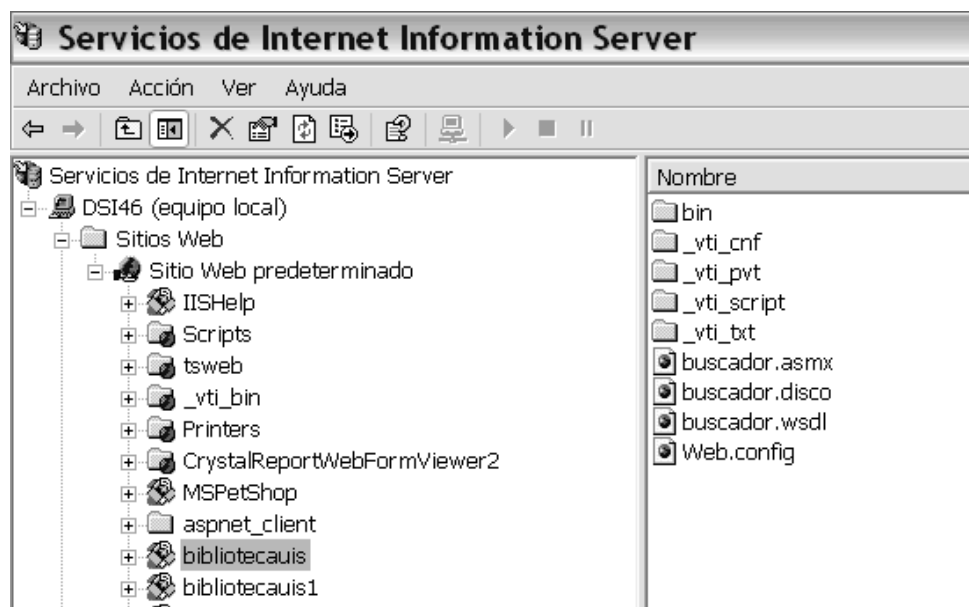 Servicios de Internet Information Server
Archivo Acción Ver Ayuda
Servicios de Internet Information Server
DSI46 (equipo local)
Sitios Web
Sitio Web predeterminado
IISHelp
Scripts
tsweb
_vti_bin
Printers
CrystalReportWebFormViewer2
MSPetShop
aspnet_client
bibliotecauis
bibliotecauis1
Nombre
bin
_vti_cnf
_vti_pvt
_vti_script
_vti_txt
buscador.asmx
buscador.disco
buscador.wsdl
Web.config